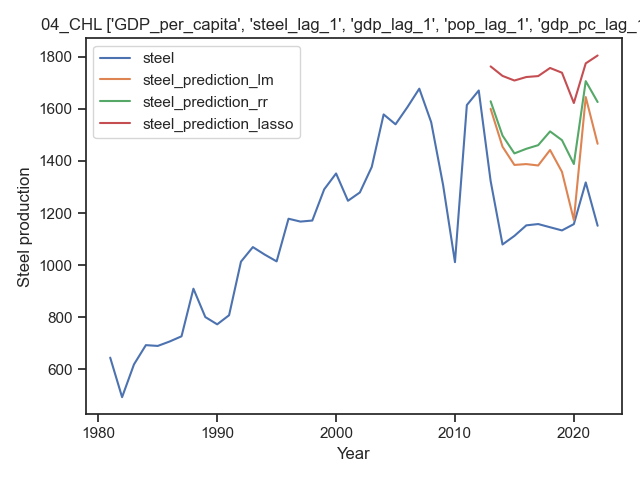 04_CHL ['GDP_per_capita', 'steel_lag_1', 'gdp_lag_1', 'pop_lag_1', 'gdp_pc_lag_1
steel
steel_prediction_lm
steel_prediction_rr
steel_prediction_lasso
1800
1600
1400
1200
1000
800
600
Steel production
1980
1990
2000
2010
2020
Year